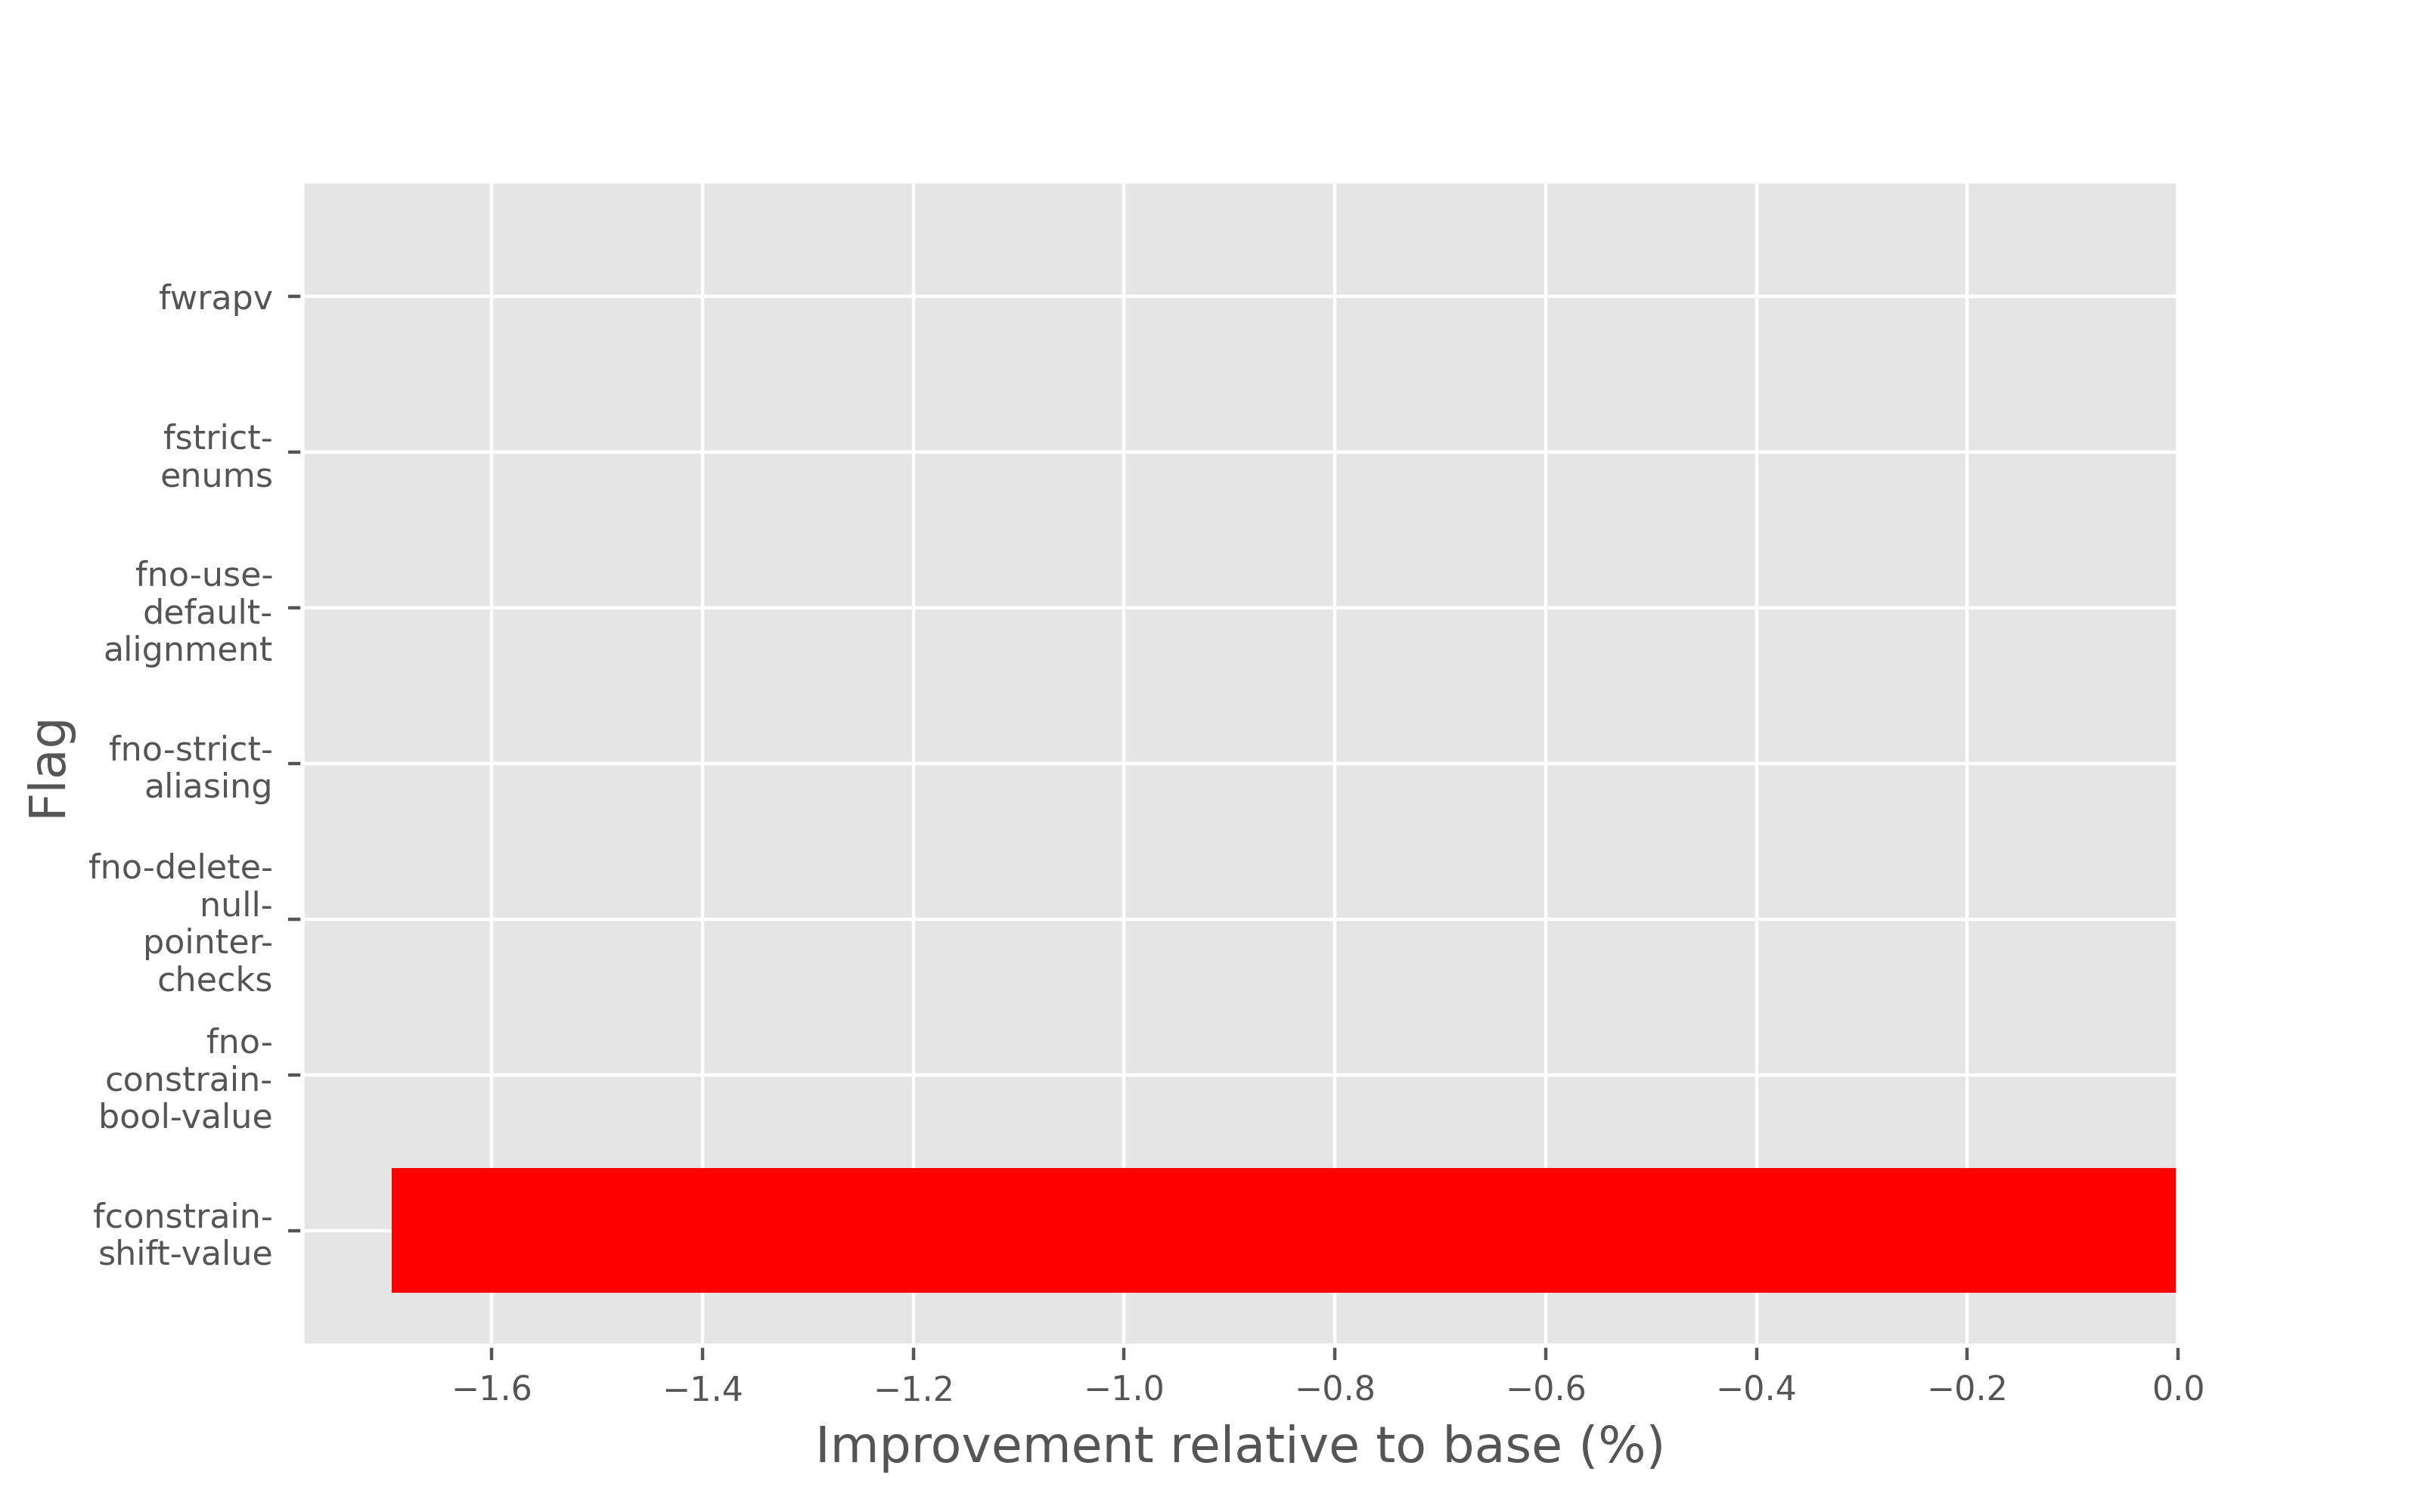 fwrapv
fstrict-
enums
fno-use-
default-
alignment
fno-strict-
aliasing
fno-delete-
null-
pointer-
checks
fno-
constrain-
bool-value
fconstrain-
shift-value
Flag
−1.6 −1.4 −1.2 −1.0 −0.8 −0.6 −0.4 −0.2 0.0
Improvement relative to base (%)